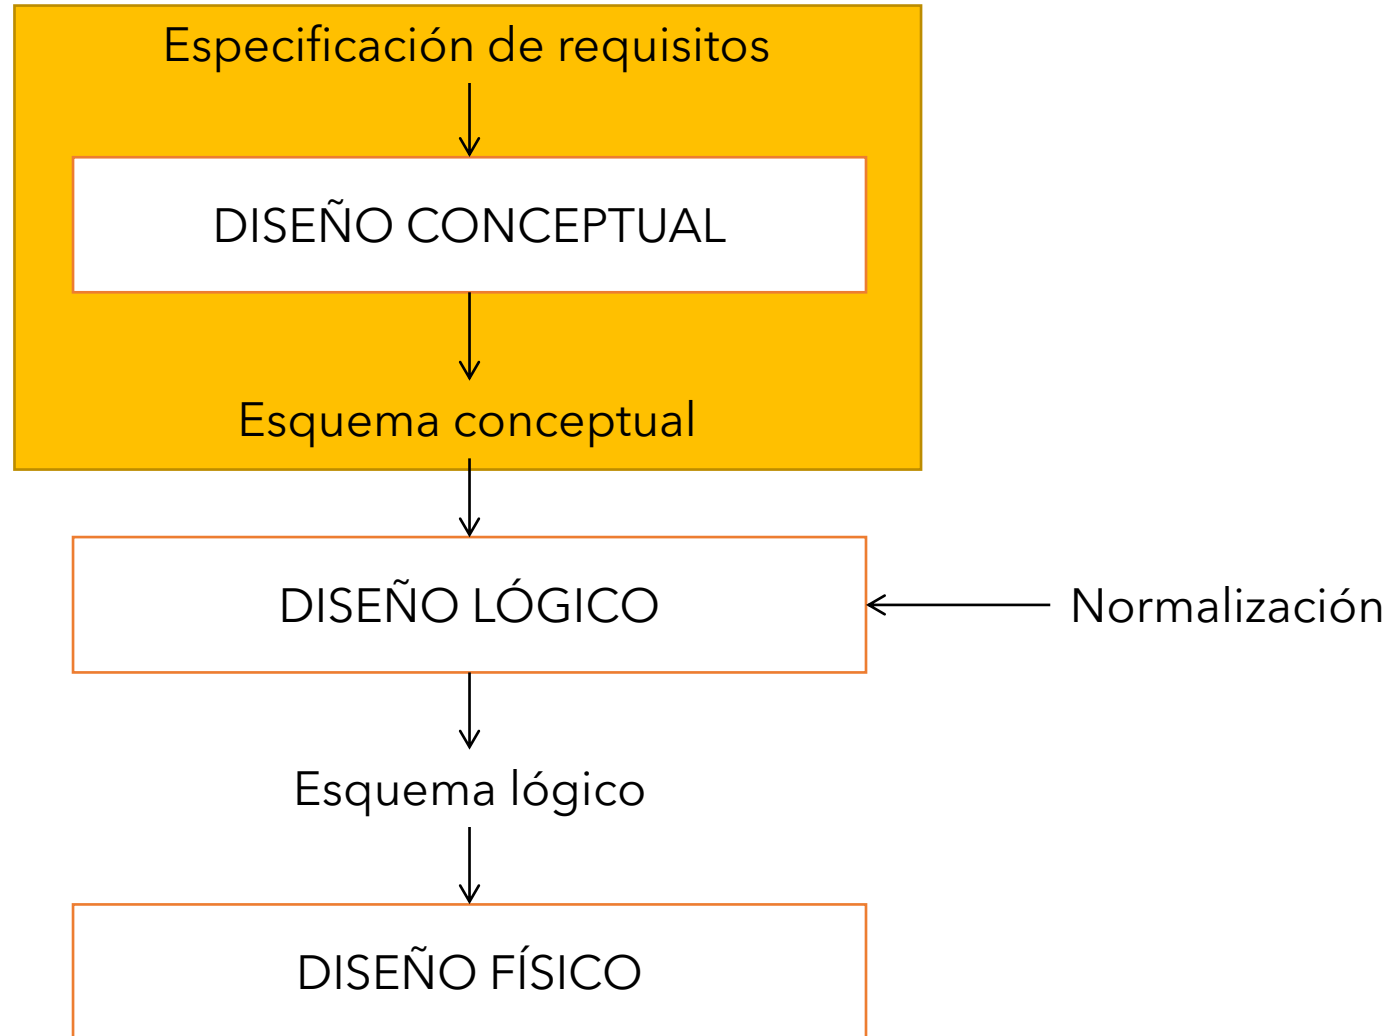 Especificación de requisitos
DISEÑO CONCEPTUAL
Esquema conceptual
DISEÑO LÓGICO
Normalización
Esquema lógico
DISEÑO FÍSICO